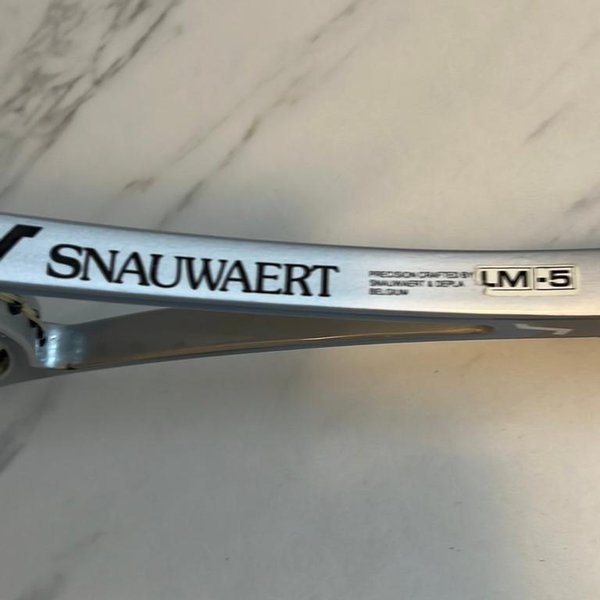 SNAUWAERT
PRECISION CRAFTED BY
SNAUWAERT & DEPLA
BELGIUM
LM.5